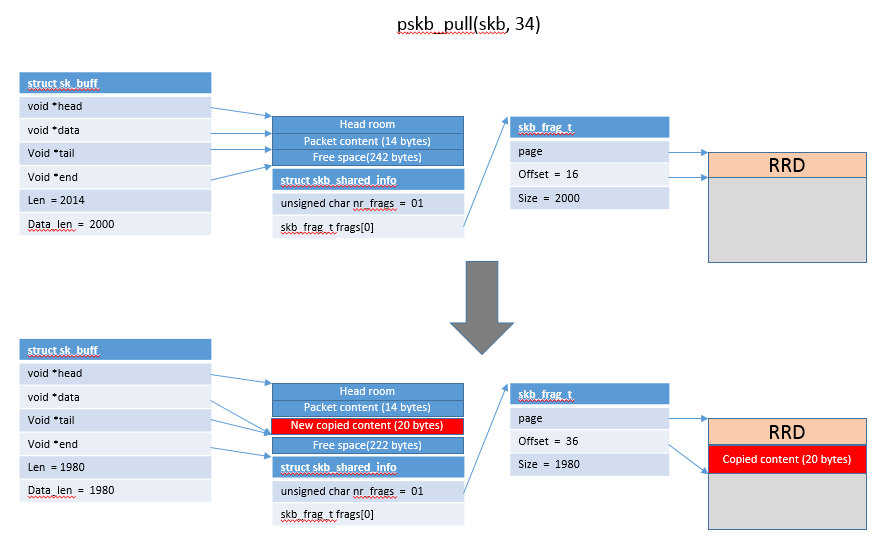 pskb_pull(skb, 34)
struct sk_buff
void *head
void *data
Void *tail
Void *end
Len = 2014
Data_len = 2000
Head room
Packet content (14 bytes)
Free space(242 bytes)
struct skb_shared_info
unsigned char nr_frags = 01
skb_frag_t frags[0]
skb_frag_t
page
Offset = 16
Size = 2000
RRD
struct sk_buff
void *head
void *data
Void *tail
Void *end
Len = 1980
Data_len = 1980
Head room
Packet content (14 bytes)
New copied content (20 bytes)
Free space(222 bytes)
struct skb_shared_info
unsigned char nr_frags = 01
skb_frag_t frags[0]
skb_frag_t
page
Offset = 36
Size = 1980
RRD
Copied content (20 bytes)